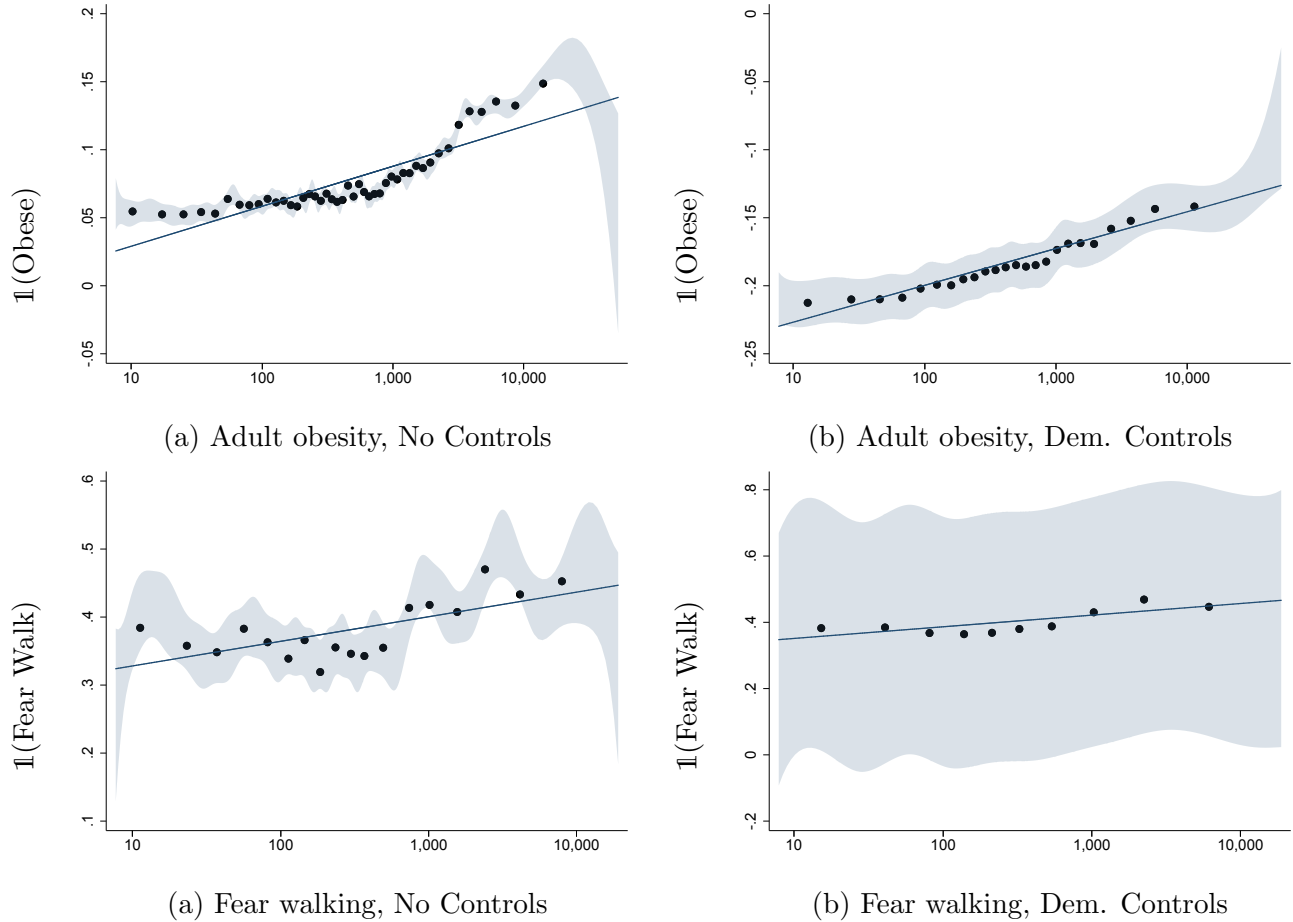 .2
.15
.1
.05
0
-.05
𝟙(Obese)
10 100 1,000 10,000
(a) Adult obesity, No Controls
0
-.05
-.1
-.15
-.2
-.25
𝟙(Obese)
10 100 1,000 10,000
(b) Adult obesity, Dem. Controls
.6
.5
.4
.3
.2
.1
𝟙(Fear Walk)
10 100 1,000 10,000
(a) Fear walking, No Controls
.8
.6
.4
.2
0
-.2
𝟙(Fear Walk)
10 100 1,000 10,000
(b) Fear walking, Dem. Controls